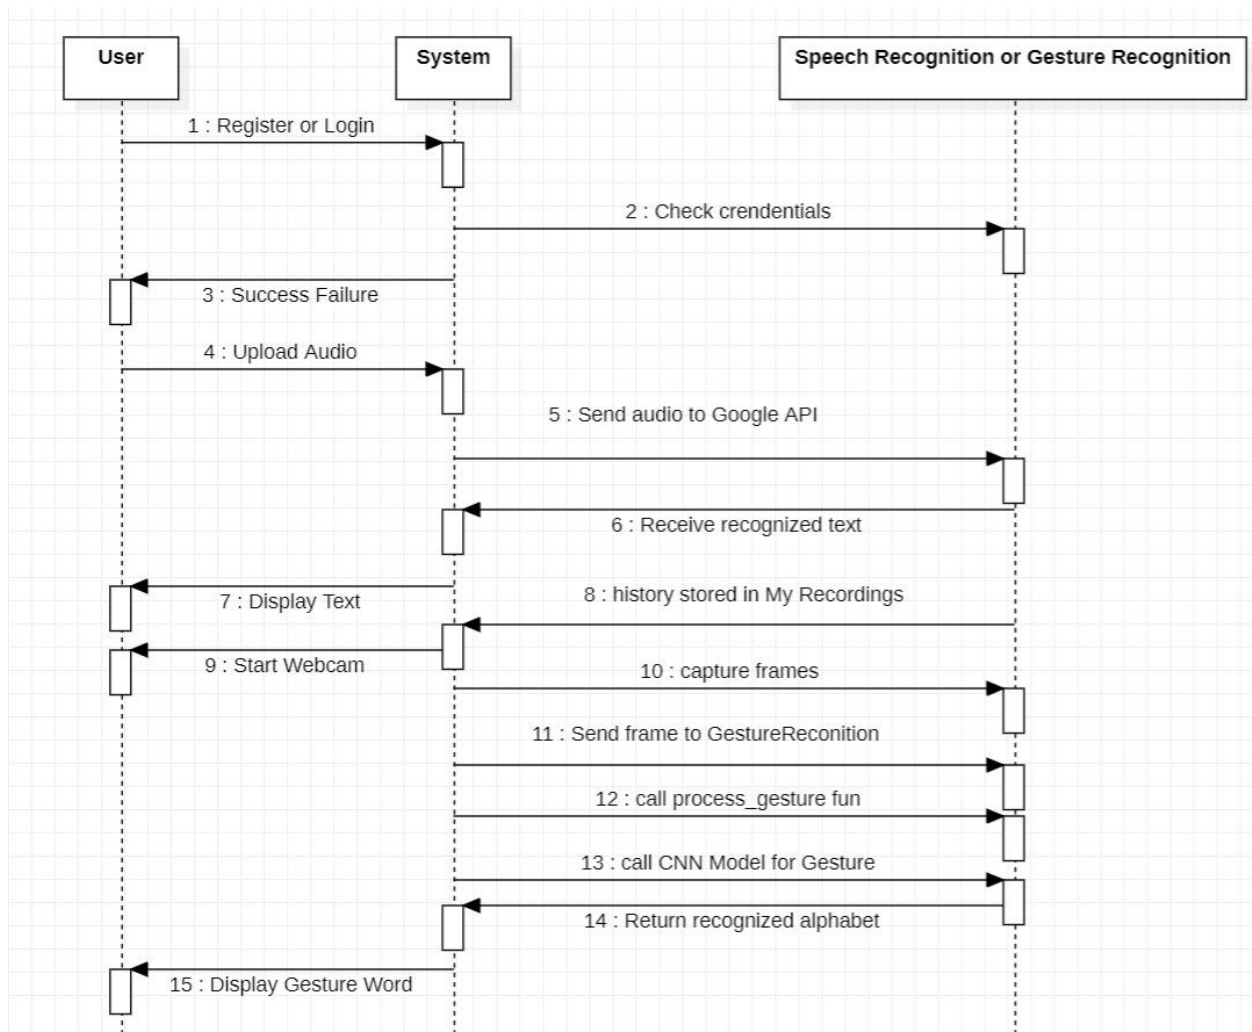 User
System
Speech Recognition or Gesture Recognition
1 : Register or Login
2 : Check crendentials
3 : Success Failure
4 : Upload Audio
5 : Send audio to Google API
6 : Receive recognized text
7 : Display Text
8 : history stored in My Recordings
9 : Start Webcam
10 : capture frames
11 : Send frame to GestureReconition
12 : call process_gesture fun
13 : call CNN Model for Gesture
14 : Return recognized alphabet
15 : Display Gesture Word